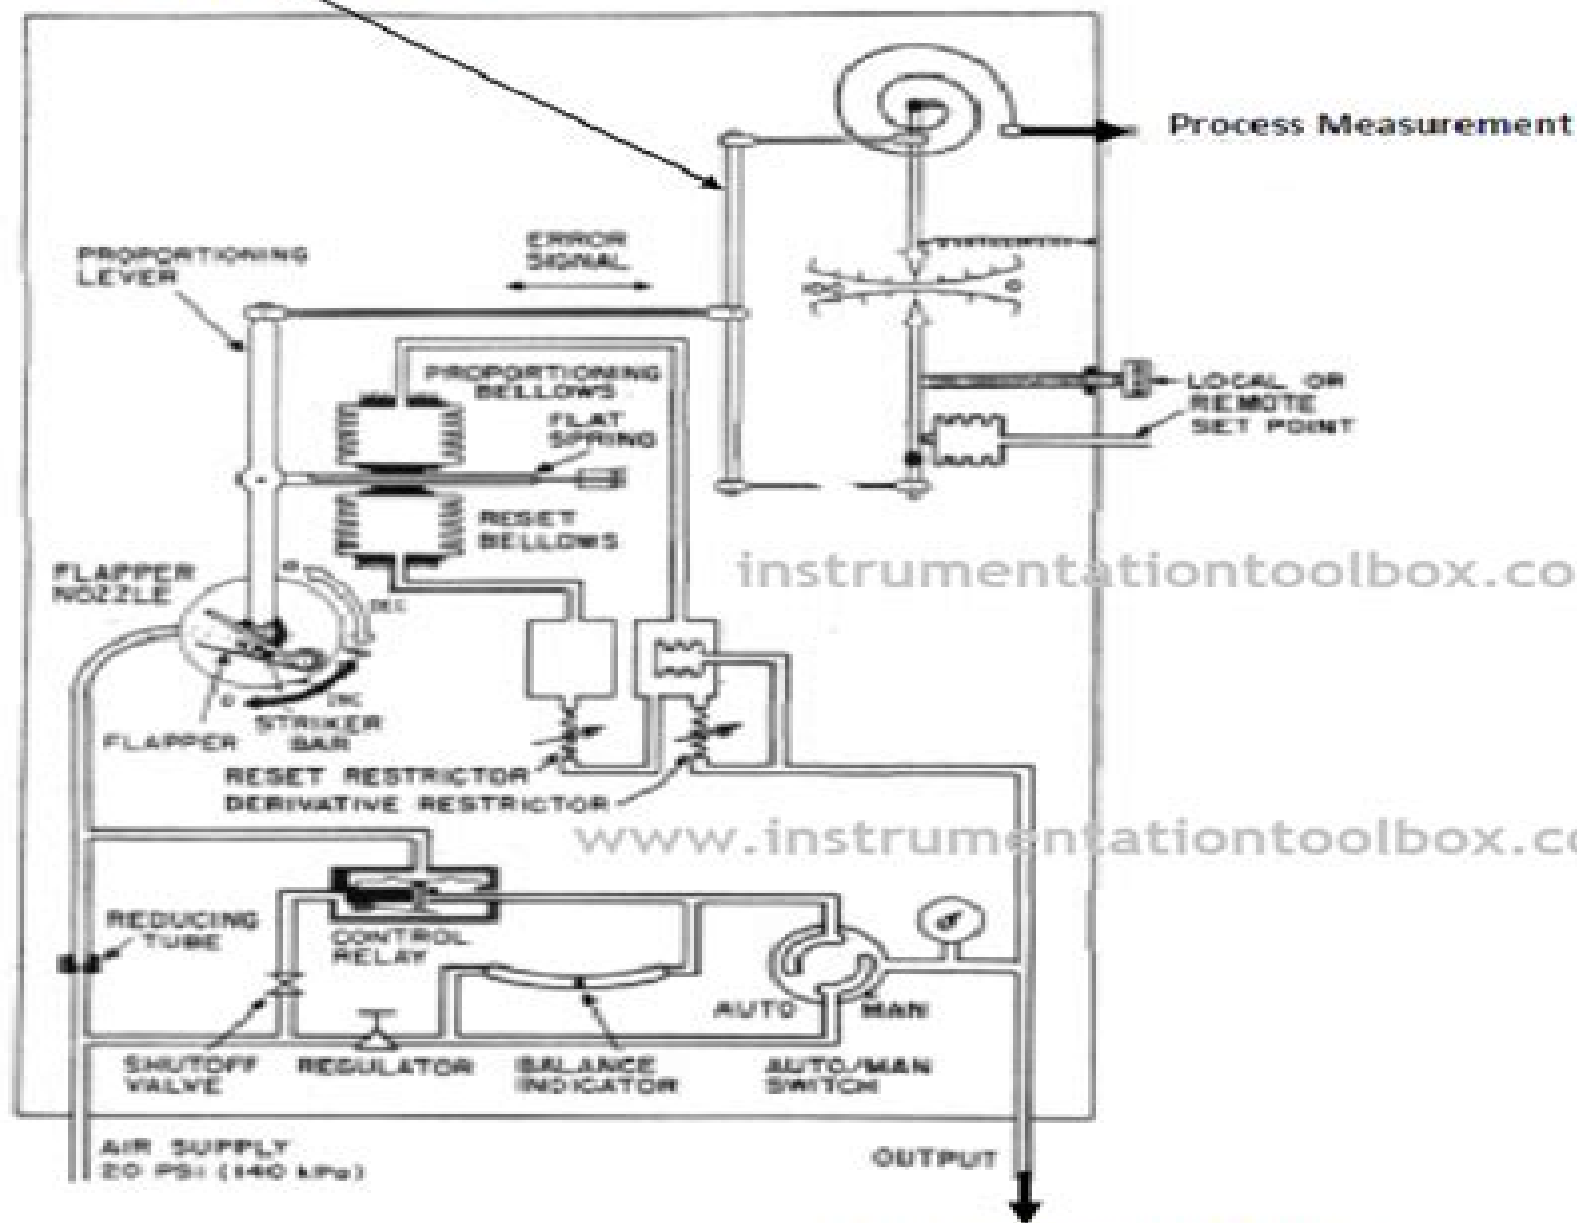 Process Measurement
ERROR
SIGNAL
PROPORTIONING
LEVER
PROPORTIONING
BELLOWS
FLAT
SPRING
LOCAL OR
REMOTE
SET POINT
RESET
BELLOWS
instrumentationtoolbox.co
FLAPPER
NOZZLE
DEC
INC
STRIKER
BAR
FLAPPER
RESET RESTRICTOR
DERIVATIVE RESTRICTOR
www.instrumentationtoolbox.co
REDUCING
TUBE
CONTROL
RELAY
AUTO
MAN
SHUTOFF
VALVE
REGULATOR
BALANCE
INDICATOR
AUTO/MAN
SWITCH
AIR SUPPLY
20 PSI (140 kPa)
OUTPUT